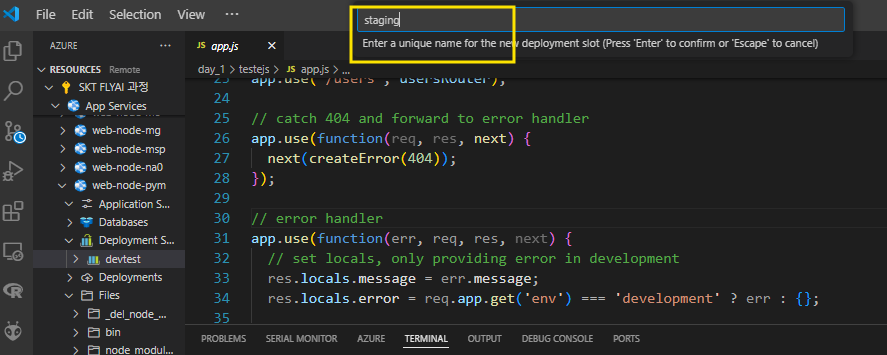 File Edit Selection View ...
staging
Enter a unique name for the new deployment slot (Press 'Enter' to confirm or 'Escape' to cancel)
AZURE
RESOURCES Remote
SKT FLYAI 과정
App Services
web-node-mg
web-node-msp
web-node-na0
web-node-pym
Application S...
Databases
Deployment S...
devtest
Deployments
Files
_del_node_...
bin
node_modul...
JS app.js
day_1 > testejs > JS app.js > ...
23 app.use('/users', usersRouter);
24
25 // catch 404 and forward to error handler
26 app.use(function(req, res, next) {
27 next(createError(404));
28 });
29
30 // error handler
31 app.use(function(err, req, res, next) {
32 // set locals, only providing error in development
33 res.locals.message = err.message;
34 res.locals.error = req.app.get('env') === 'development' ? err : {};
35
PROBLEMS SERIAL MONITOR AZURE TERMINAL OUTPUT DEBUG CONSOLE PORTS